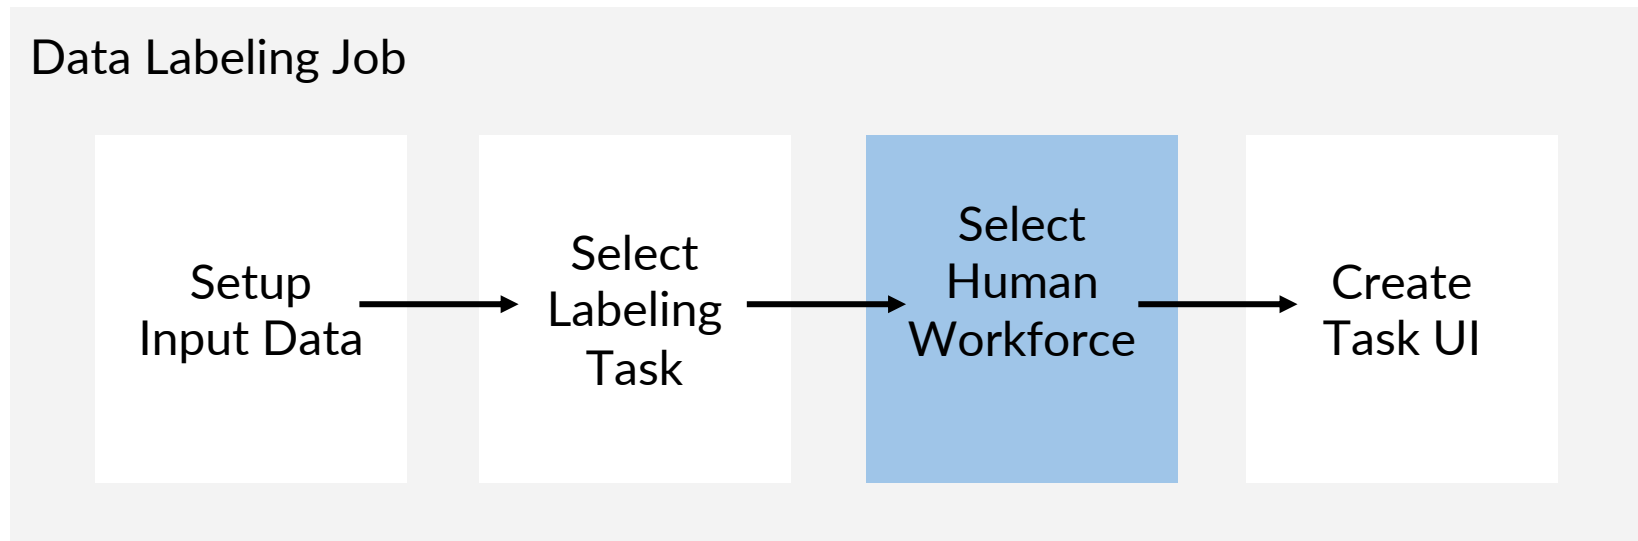 Data Labeling Job
Setup
Input Data
Select
Labeling
Task
Select
Human
Workforce
Create
Task UI